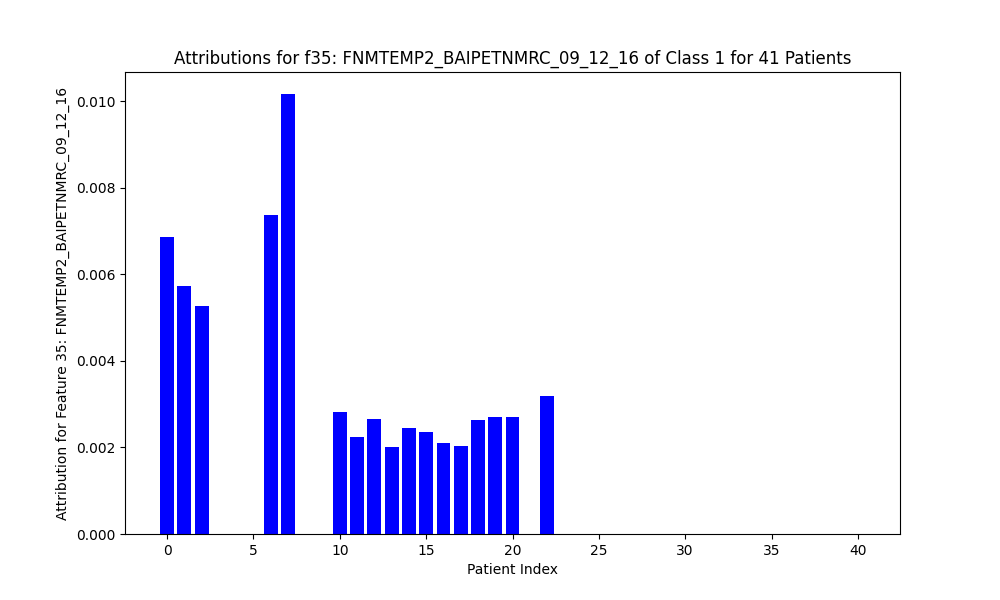 Attributions for f35: FNMTEMP2_BAIPETNMRC_09_12_16 of Class 1 for 41 Patients
Attribution for Feature 35: FNMTEMP2_BAIPETNMRC_09_12_16
0.010
0.008
0.006
0.004
0.002
0.000
0 5 10 15 20 25 30 35 40
Patient Index